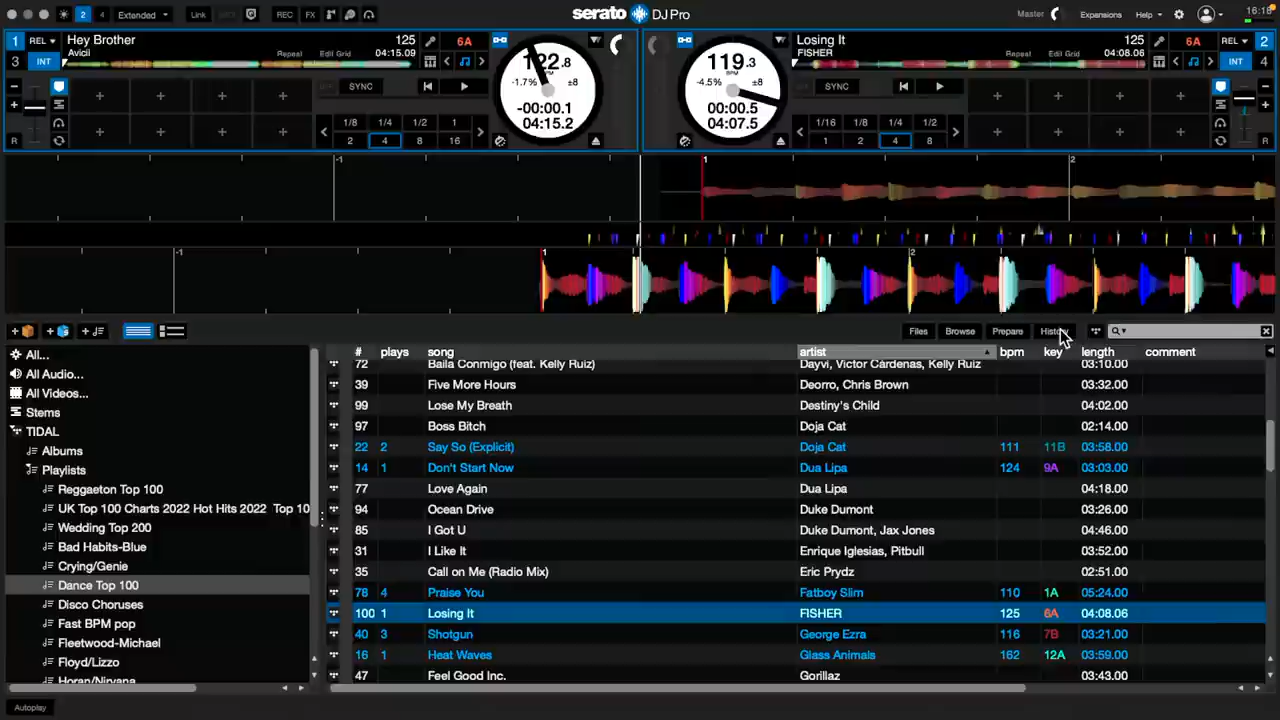 2 4 Extended Link REC FX serato DJ Pro Master Expansions Help 16:18
1 REL Hey Brother 125 6A
Avicii Repeat Edit Grid 04:15.09
3 INT
SYNC
1/8 1/4 1/2 1
2 4 8 16
R
122.8
BPM
-1.7% ±8
-00:00.1
04:15.2
119.3
BPM
-4.5% ±8
00:00.5
04:07.5
Losing It 125 6A REL 2
FISHER Repeat Edit Grid 04:08.06
INT 4
SYNC
1/16 1/8 1/4 1/2
1 2 4 8
R
-1 1 2
-1 1 2
Files Browse Prepare History
# plays song artist bpm key length comment
All...
All Audio...
All Videos...
Stems
TIDAL
Albums
Playlists
Reggaeton Top 100
UK Top 100 Charts 2022 Hot Hits 2022 Top 10
Wedding Top 200
Bad Habits-Blue
Crying/Genie
Dance Top 100
Disco Choruses
Fast BPM pop
Fleetwood-Michael
Floyd/Lizzo
Horan/Nirvana
72 Baila Conmigo (feat. Kelly Ruiz) Dayvi, Victor Cárdenas, Kelly Ruiz 03:10.00
39 Five More Hours Deorro, Chris Brown 03:32.00
99 Lose My Breath Destiny's Child 04:02.00
97 Boss Bitch Doja Cat 02:14.00
22 2 Say So (Explicit) Doja Cat 111 11B 03:58.00
14 1 Don't Start Now Dua Lipa 124 9A 03:03.00
77 Love Again Dua Lipa 04:18.00
94 Ocean Drive Duke Dumont 03:26.00
85 I Got U Duke Dumont, Jax Jones 04:46.00
31 I Like It Enrique Iglesias, Pitbull 03:52.00
35 Call on Me (Radio Mix) Eric Prydz 02:51.00
78 4 Praise You Fatboy Slim 110 1A 05:24.00
100 1 Losing It FISHER 125 6A 04:08.06
40 3 Shotgun George Ezra 116 7B 03:21.00
16 1 Heat Waves Glass Animals 162 12A 03:59.00
47 Feel Good Inc. Gorillaz 03:43.00
Autoplay